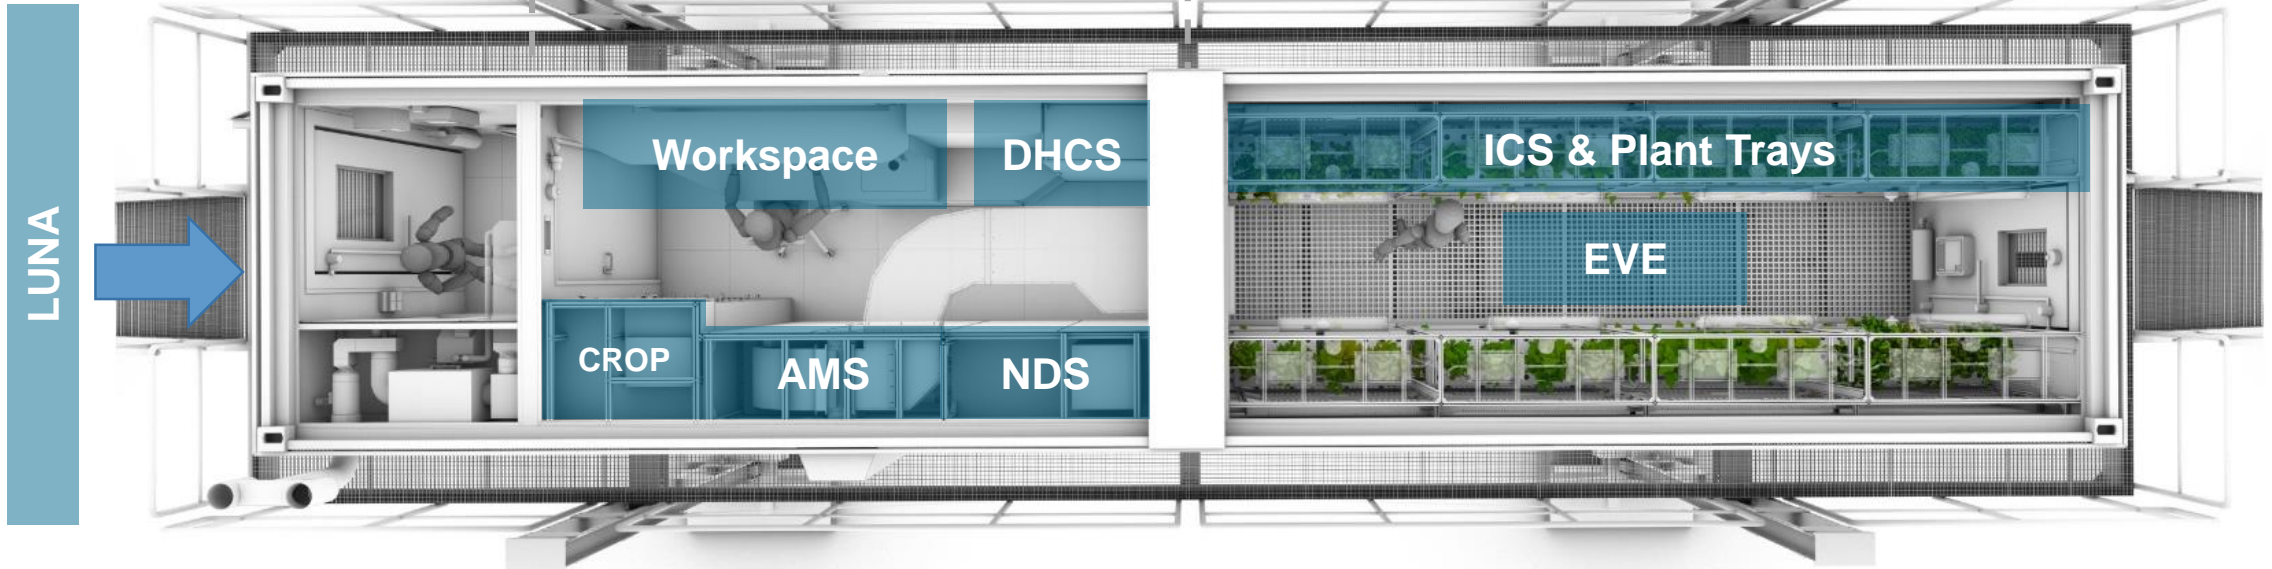 LUNA
Workspace
DHCS
ICS & Plant Trays
EVE
CROP
AMS
NDS